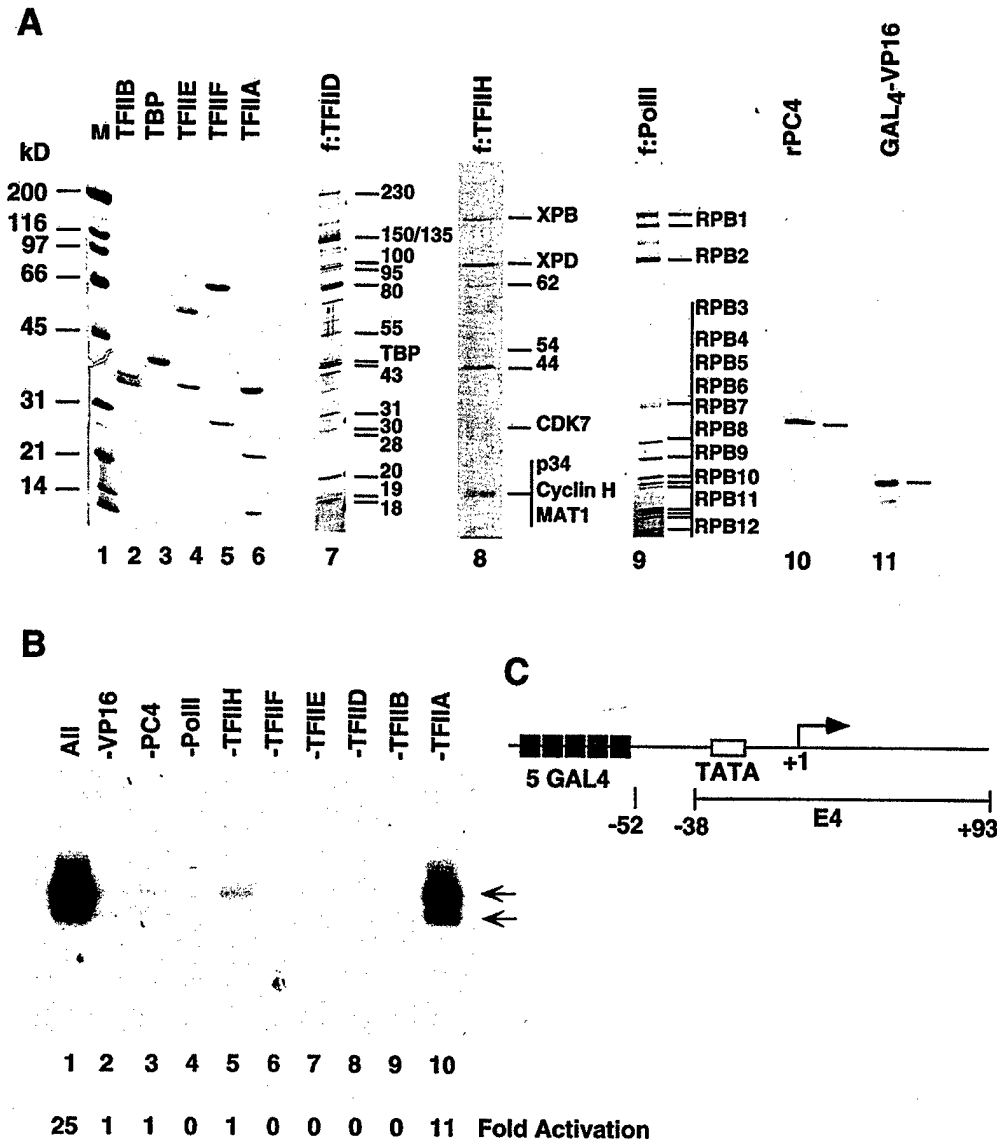 A
kD
M
TFIIB
TBP
TFIIE
TFIIF
TFIIA
f:TFIID
f:TFIIH
f:PolII
rPC4
GAL4-VP16
200
116
97
66
45
31
21
14
230
150/135
100
95
80
55
TBP
43
31
30
28
20
19
18
XPB
XPD
62
54
44
CDK7
p34
Cyclin H
MAT1
RPB1
RPB2
RPB3
RPB4
RPB5
RPB6
RPB7
RPB8
RPB9
RPB10
RPB11
RPB12
1 2 3 4 5 6 7 8 9 10 11
B
All
-VP16
-PC4
-PolII
-TFIIH
-TFIIF
-TFIIE
-TFIID
-TFIIB
-TFIIA
1 2 3 4 5 6 7 8 9 10
25 1 1 0 1 0 0 0 0 11 Fold Activation
C
5 GAL4
TATA
+1
-52
-38
E4
+93